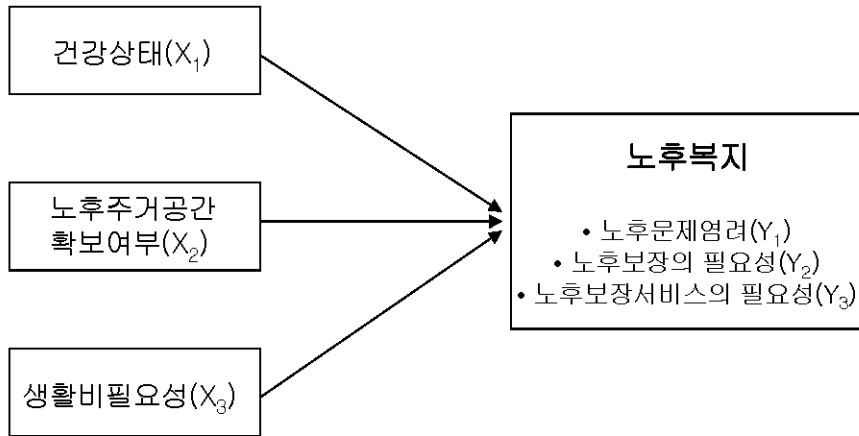 건강상태(X₁)
노후주거공간
확보여부(X₂)
생활비필요성(X₃)
노후복지
• 노후문제염려(Y₁)
• 노후보장의 필요성(Y₂)
• 노후보장서비스의 필요성(Y₃)